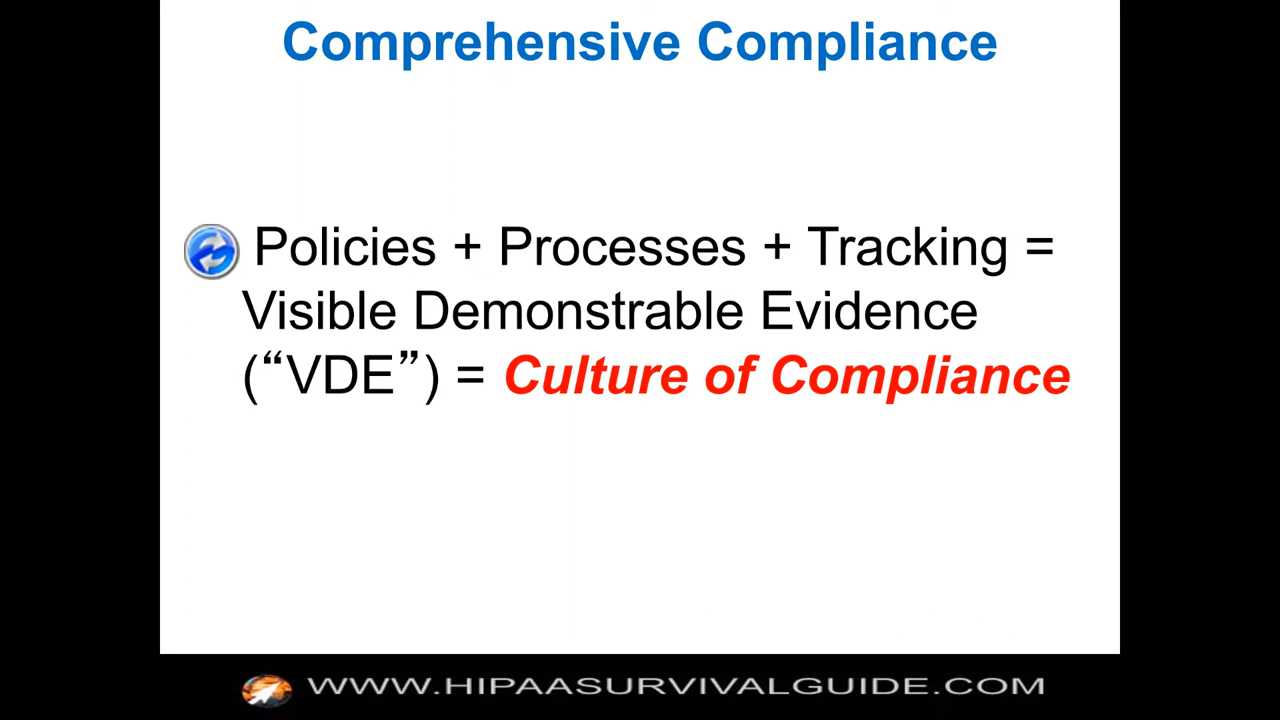 Comprehensive Compliance
Policies + Processes + Tracking =
Visible Demonstrable Evidence
(“VDE”) = Culture of Compliance
WWW.HIPAASURVIVALGUIDE.COM